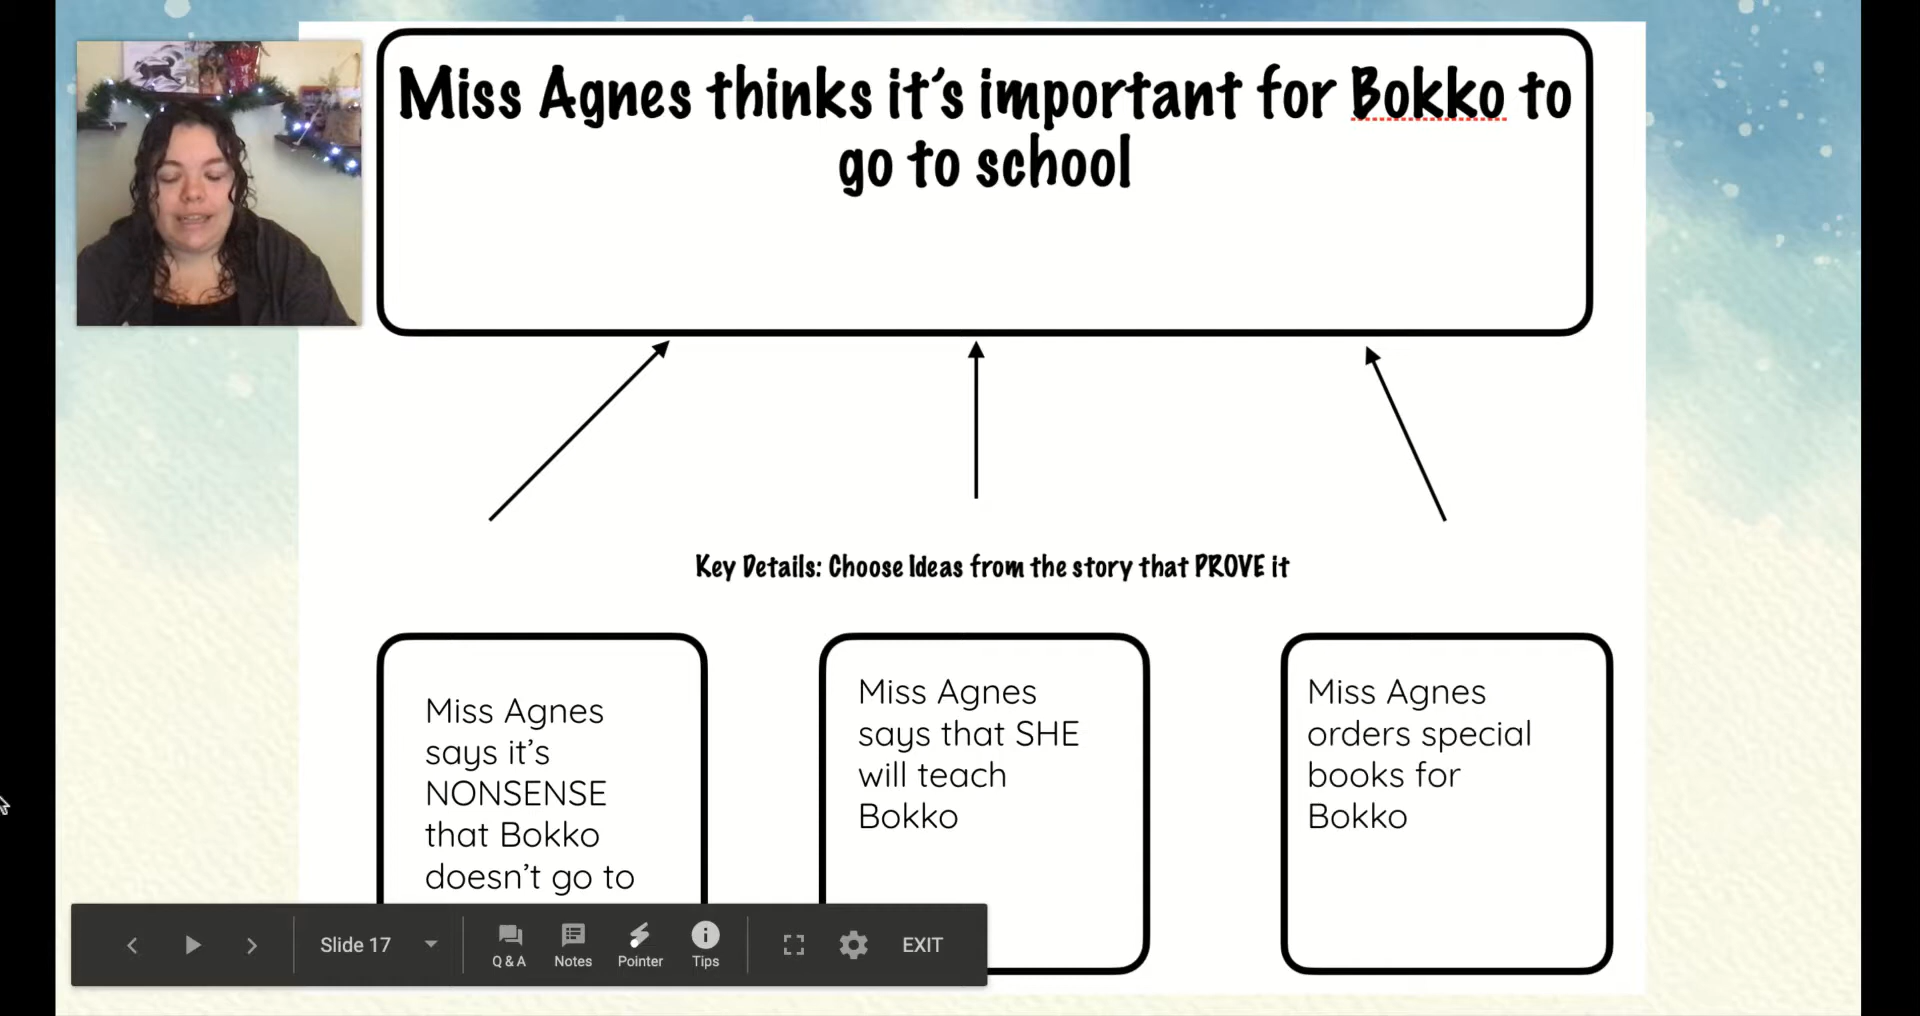 Miss Agnes thinks it's important for Bokko to
go to school
Key Details: Choose Ideas from the story that PROVE it
Miss Agnes
says it's
NONSENSE
that Bokko
doesn't go to
Miss Agnes
says that SHE
will teach
Bokko
Miss Agnes
orders special
books for
Bokko
Slide 17
Q & A
Notes
Pointer
Tips
EXIT